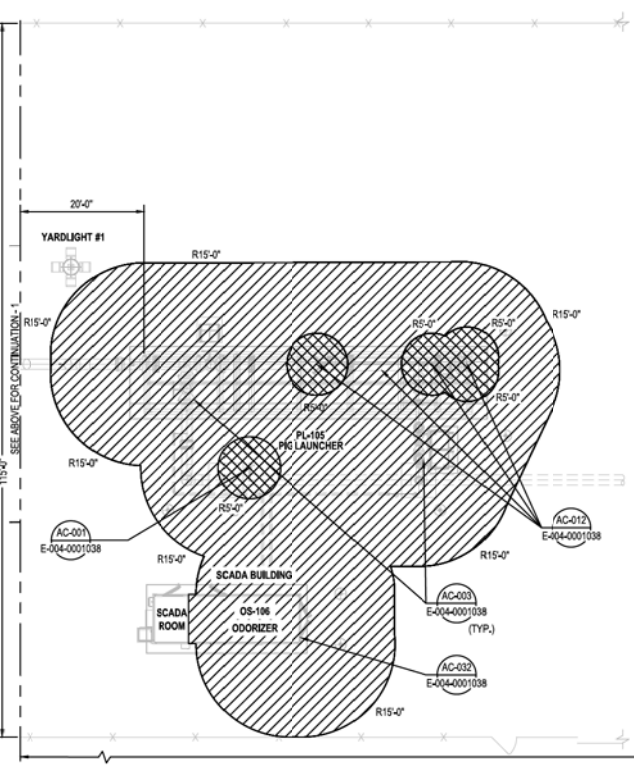 20'-0"
YARDLIGHT #1
R15'-0"
R15'-0"
R15'-0"
R5'-0"
R5'-0"
SEE ABOVE FOR CONTINUATION - 1
115'-0"
R5'-0"
R5'-0"
PL-105
PIG LAUNCHER
R15'-0"
R5'-0"
AC-001
E-004-0001038
AC-012
E-004-0001038
R15'-0"
R15'-0"
SCADA BUILDING
SCADA
ROOM
OS-106
ODORIZER
AC-003
E-004-0001038
(TYP.)
AC-032
E-004-0001038
R15'-0"